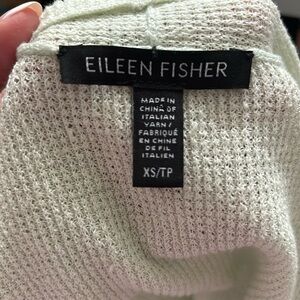 EILEEN FISHER
MADE IN
CHINA OF
ITALIAN
YARN /
FABRIQUÉ
EN CHINE
DE FIL
ITALIEN
XS/TP